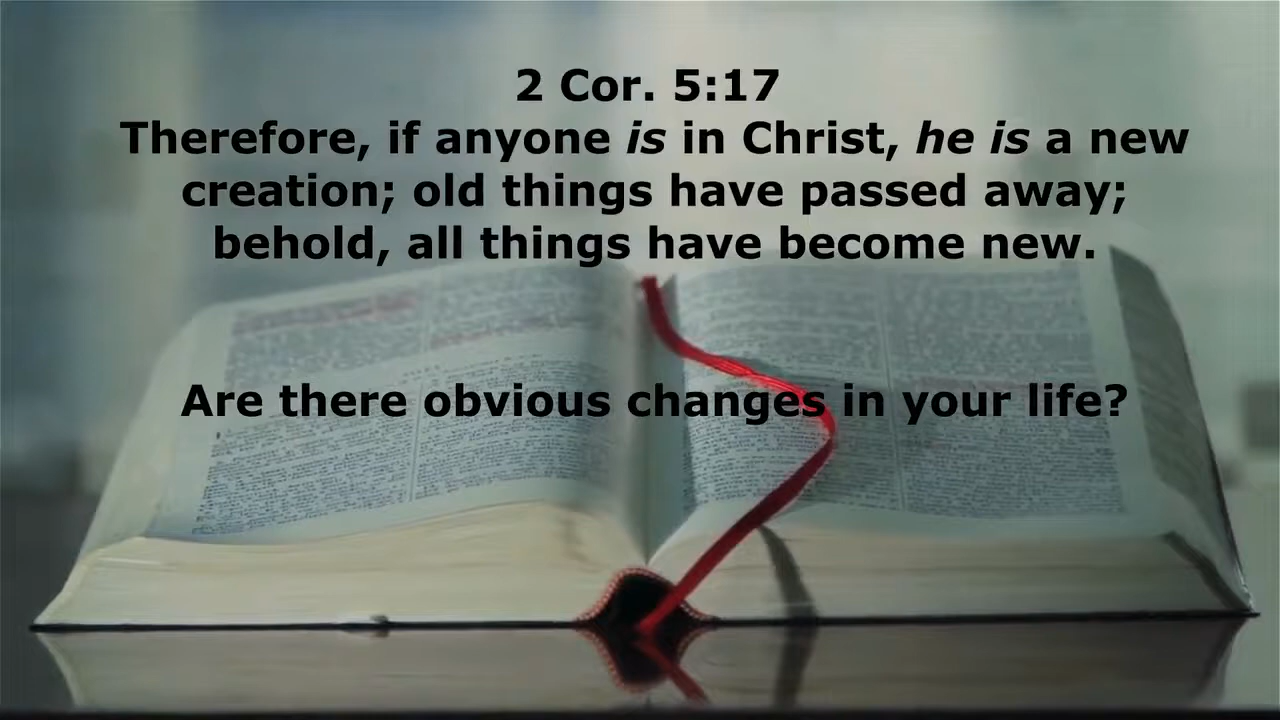 2 Cor. 5:17
Therefore, if anyone is in Christ, he is a new
creation; old things have passed away;
behold, all things have become new.
Are there obvious changes in your life?